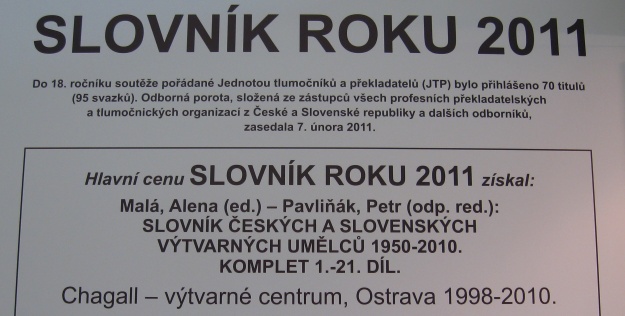 SLOVNÍK ROKU 2011
Do 18. ročníku soutěže pořádané Jednotou tlumočníků a překladatelů (JTP) bylo přihlášeno 70 titulů
(95 svazků). Odborná porota, složená ze zástupců všech profesních překladatelských
a tlumočnických organizací z České a Slovenské republiky a dalších odborníků,
zasedala 7. února 2011.
Hlavní cenu SLOVNÍK ROKU 2011 získal:
Malá, Alena (ed.) – Pavliňák, Petr (odp. red.):
SLOVNÍK ČESKÝCH A SLOVENSKÝCH
VÝTVARNÝCH UMĚLCŮ 1950-2010.
KOMPLET 1.-21. DÍL.
Chagall – výtvarné centrum, Ostrava 1998-2010.